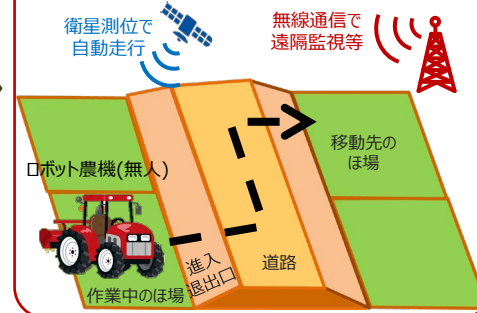 衛星測位で
自動走行
無線通信で
遠隔監視等
移動先の
ほ場
ロボット農機(無人)
進入
退出口
道路
作業中のほ場